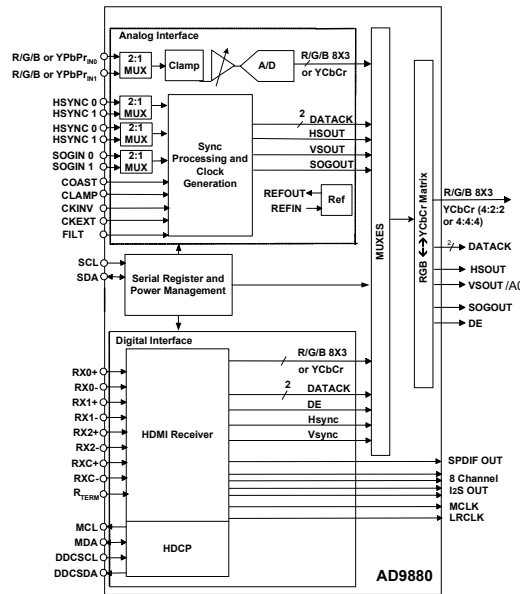 Analog Interface
R/G/B or YPbPr IN0
R/G/B or YPbPr IN1
2:1
MUX
Clamp
A/D
R/G/B 8X3
or YCbCr
HSYNC 0
HSYNC 1
2:1
MUX
HSYNC 0
HSYNC 1
2:1
MUX
SOGIN 0
SOGIN 1
2:1
MUX
COAST
CLAMP
CKINV
CKEXT
FILT
Sync
Processing and
Clock
Generation
2
DATACK
HSOUT
VSOUT
SOGOUT
REFOUT
REFIN
Ref
MUXES
RGB ↔ YCbCr Matrix
R/G/B 8X3
YCbCr (4:2:2
or 4:4:4)
2
DATACK
HSOUT
VSOUT /A0
SOGOUT
DE
SCL
SDA
Serial Register and
Power Management
Digital Interface
RX0+
RX0-
RX1+
RX1-
RX2+
RX2-
RXC+
RXC-
RTERM
HDMI Receiver
R/G/B 8X3
or YCbCr
2
DATACK
DE
Hsync
Vsync
SPDIF OUT
8 Channel
I2S OUT
MCLK
LRCLK
MCL
MDA
DDCSCL
DDCSDA
HDCP
AD9880